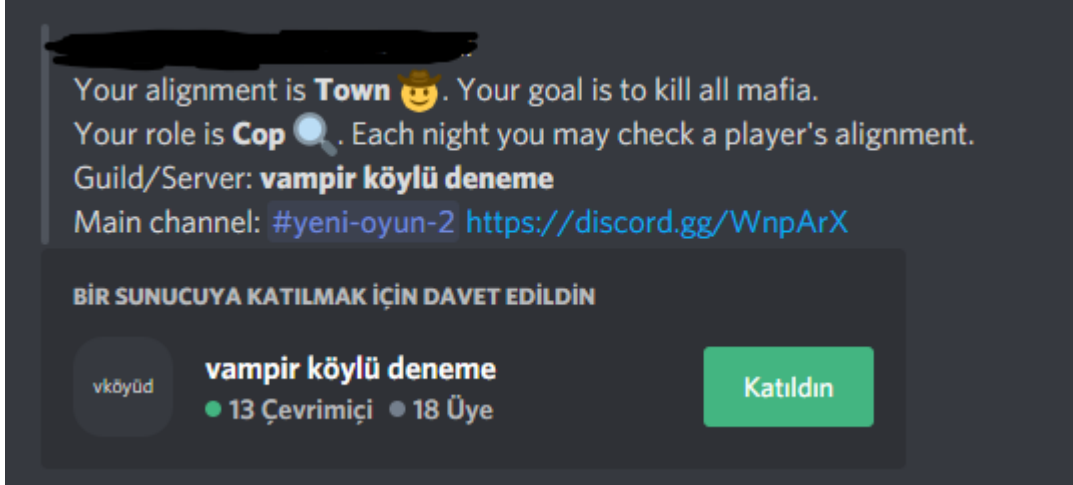 Your alignment is Town 🤠. Your goal is to kill all mafia.
Your role is Cop 🔍. Each night you may check a player's alignment.
Guild/Server: vampir köylü deneme
Main channel: #yeni-oyun-2 https://discord.gg/WnpArX
BİR SUNUCUYA KATILMAK İÇİN DAVET EDİLDİN
vköyüd
vampir köylü deneme
13 Çevrimiçi 18 Üye
Katıldın